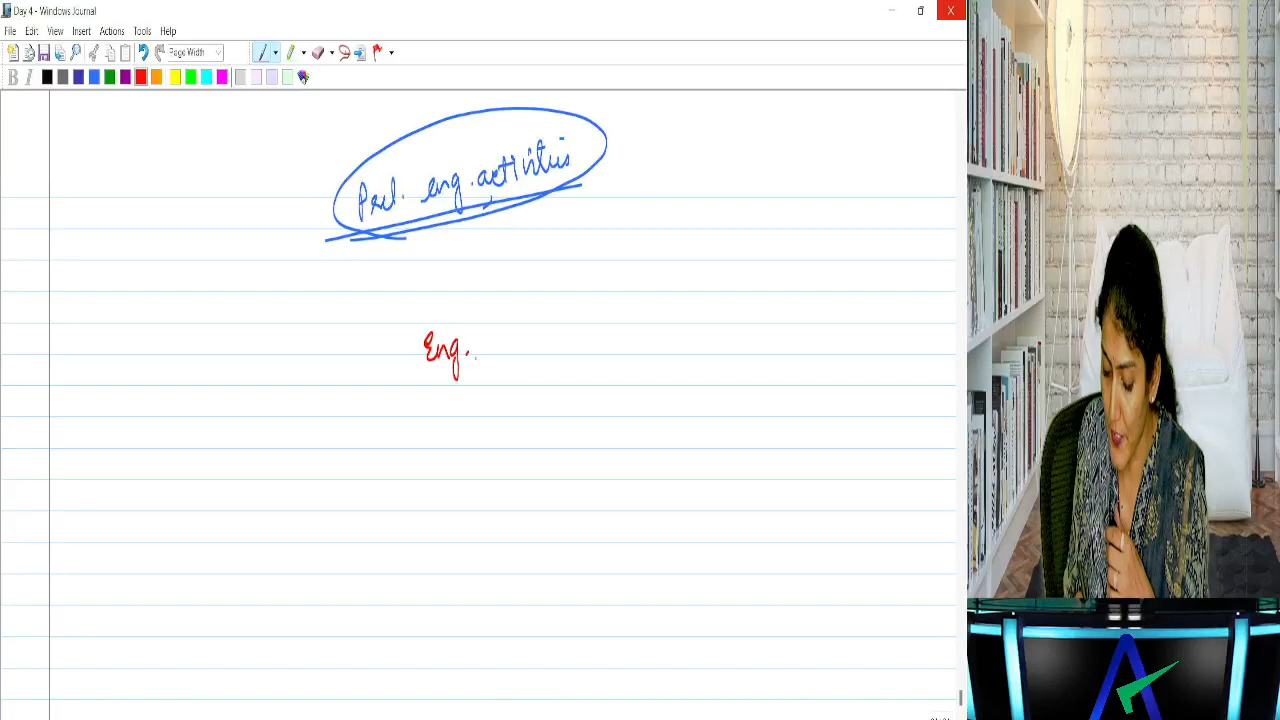 Day 4 - Windows Journal
File Edit View Insert Actions Tools Help
Page Width
B I
Prel. eng. activities
Eng.